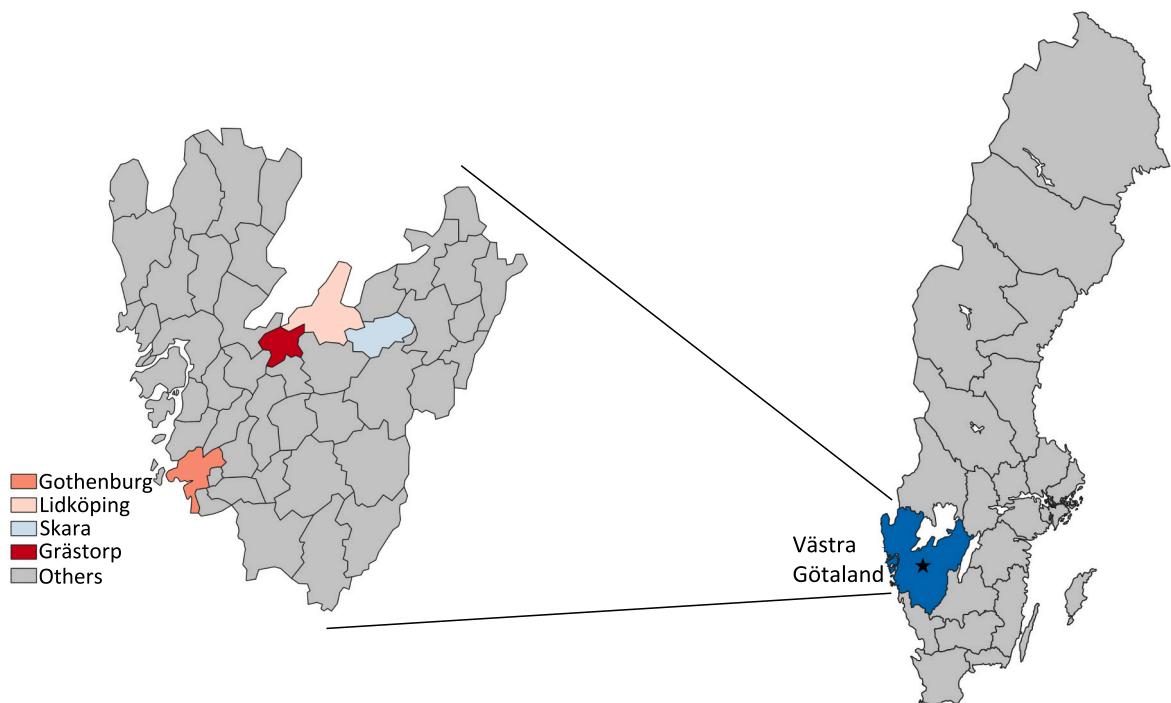 Gothenburg
Lidköping
Skara
Grästorp
Others
Västra
Götaland